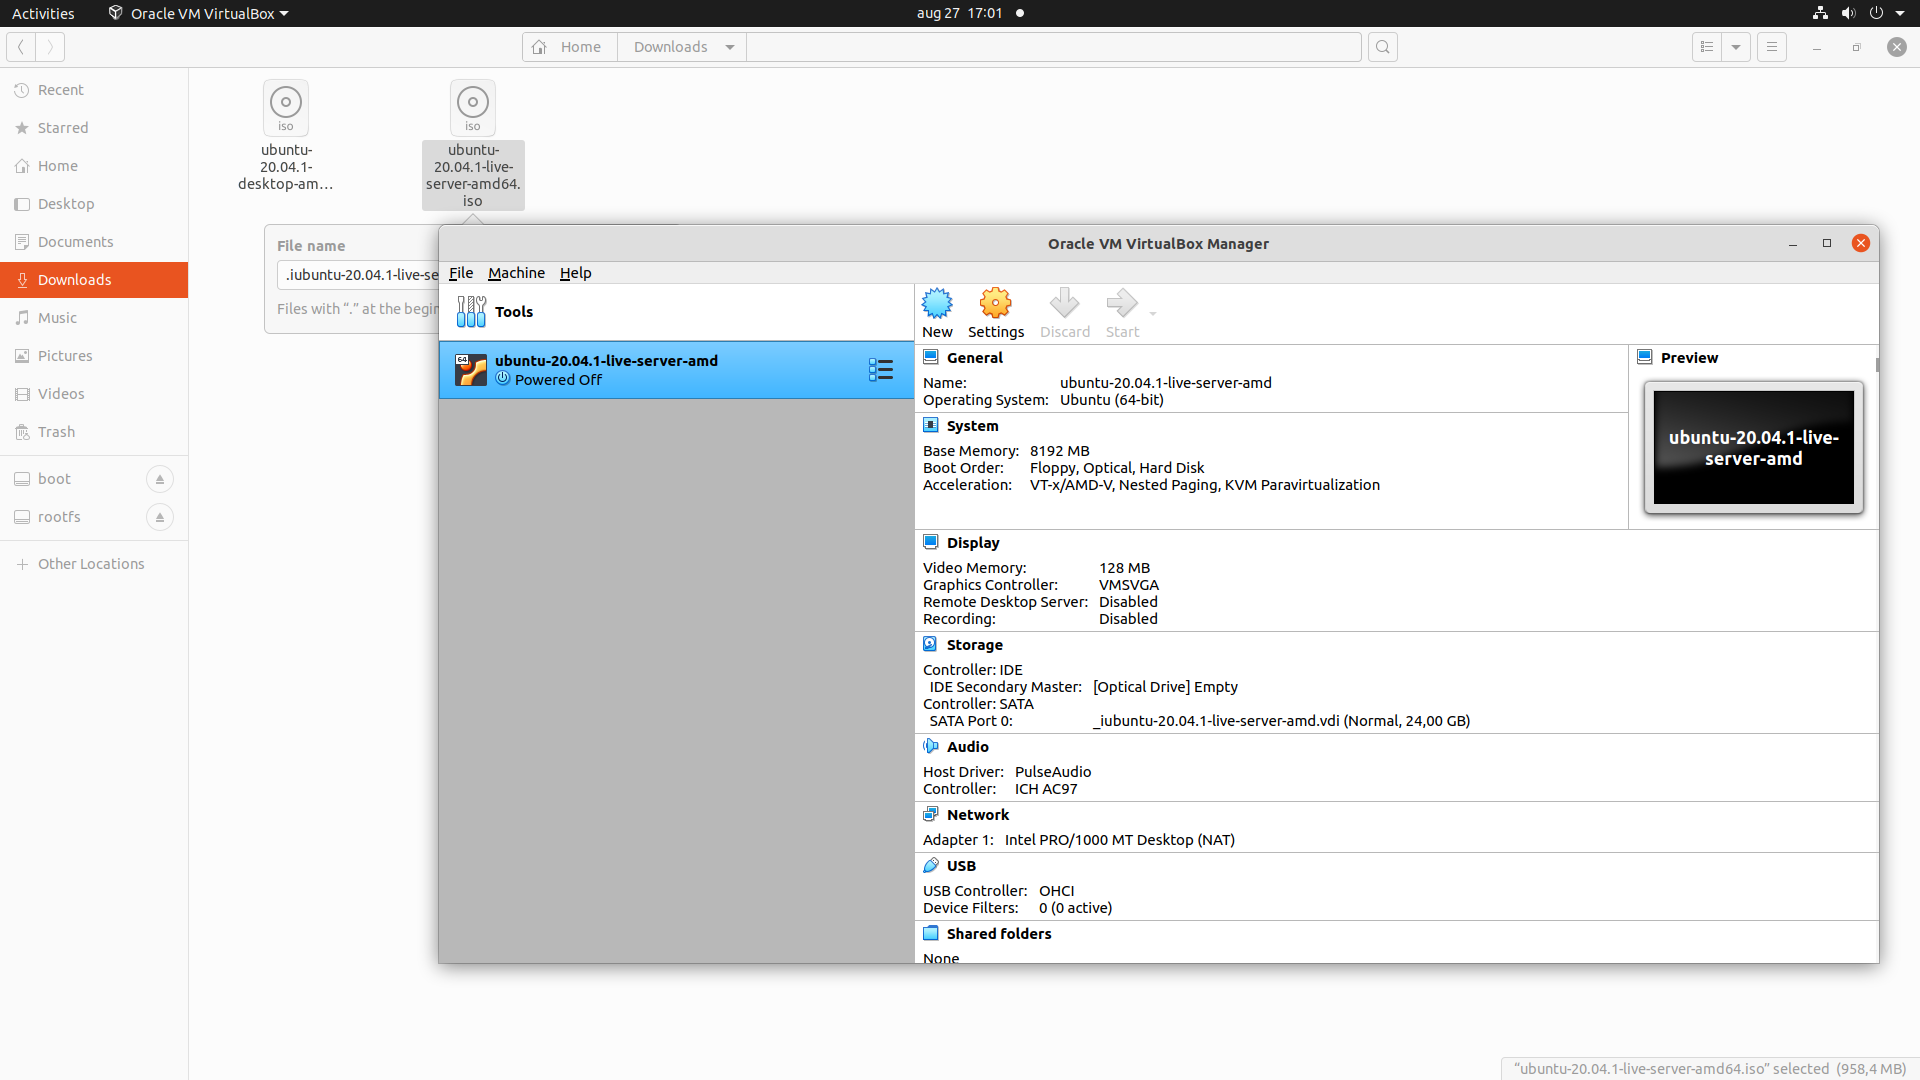 Activities
Oracle VM VirtualBox
aug 27 17:01
Home
Downloads
Recent
Starred
Home
Desktop
Documents
Downloads
Music
Pictures
Videos
Trash
boot
rootfs
Other Locations
iso
ubuntu-
20.04.1-
desktop-am…
iso
ubuntu-
20.04.1-live-
server-amd64.
iso
File name
.iubuntu-20.04.1-live-se
Files with “.” at the begin
Oracle VM VirtualBox Manager
File Machine Help
Tools
64
ubuntu-20.04.1-live-server-amd
Powered Off
New Settings Discard Start
General
Name: ubuntu-20.04.1-live-server-amd
Operating System: Ubuntu (64-bit)
System
Base Memory: 8192 MB
Boot Order: Floppy, Optical, Hard Disk
Acceleration: VT-x/AMD-V, Nested Paging, KVM Paravirtualization
Preview
ubuntu-20.04.1-live-
server-amd
Display
Video Memory: 128 MB
Graphics Controller: VMSVGA
Remote Desktop Server: Disabled
Recording: Disabled
Storage
Controller: IDE
IDE Secondary Master: [Optical Drive] Empty
Controller: SATA
SATA Port 0: _iubuntu-20.04.1-live-server-amd.vdi (Normal, 24,00 GB)
Audio
Host Driver: PulseAudio
Controller: ICH AC97
Network
Adapter 1: Intel PRO/1000 MT Desktop (NAT)
USB
USB Controller: OHCI
Device Filters: 0 (0 active)
Shared folders
None
“ubuntu-20.04.1-live-server-amd64.iso” selected (958,4 MB)